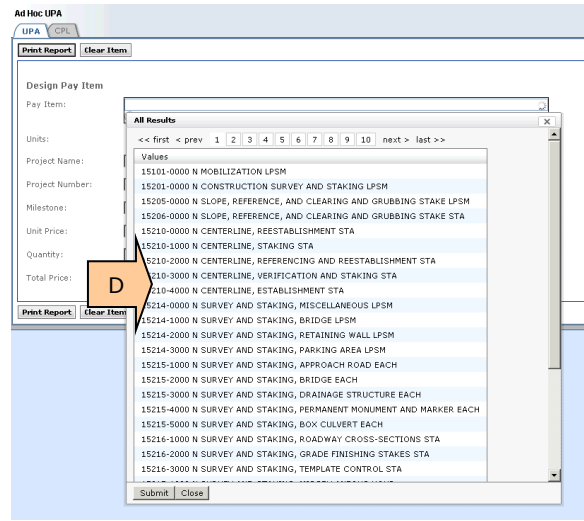 Ad Hoc UPA
UPA CPL
Print Report Clear Item
Design Pay Item
Pay Item:
Units:
Project Name:
Project Number:
Milestone:
Unit Price:
Quantity:
Total Price:
Print Report Clear Item
D
All Results x
<< first < prev 1 2 3 4 5 6 7 8 9 10 next > last >>
Values
15101-0000 N MOBILIZATION LPSM
15201-0000 N CONSTRUCTION SURVEY AND STAKING LPSM
15205-0000 N SLOPE, REFERENCE, AND CLEARING AND GRUBBING STAKE LPSM
15206-0000 N SLOPE, REFERENCE, AND CLEARING AND GRUBBING STAKE STA
15210-0000 N CENTERLINE, REESTABLISHMENT STA
15210-1000 N CENTERLINE, STAKING STA
15210-2000 N CENTERLINE, REFERENCING AND REESTABLISHMENT STA
5210-3000 N CENTERLINE, VERIFICATION AND STAKING STA
15210-4000 N CENTERLINE, ESTABLISHMENT STA
15214-0000 N SURVEY AND STAKING, MISCELLANEOUS LPSM
15214-1000 N SURVEY AND STAKING, BRIDGE LPSM
15214-2000 N SURVEY AND STAKING, RETAINING WALL LPSM
15214-3000 N SURVEY AND STAKING, PARKING AREA LPSM
15215-1000 N SURVEY AND STAKING, APPROACH ROAD EACH
15215-2000 N SURVEY AND STAKING, BRIDGE EACH
15215-3000 N SURVEY AND STAKING, DRAINAGE STRUCTURE EACH
15215-4000 N SURVEY AND STAKING, PERMANENT MONUMENT AND MARKER EACH
15215-5000 N SURVEY AND STAKING, BOX CULVERT EACH
15216-1000 N SURVEY AND STAKING, ROADWAY CROSS-SECTIONS STA
15216-2000 N SURVEY AND STAKING, GRADE FINISHING STAKES STA
15216-3000 N SURVEY AND STAKING, TEMPLATE CONTROL STA
Submit Close